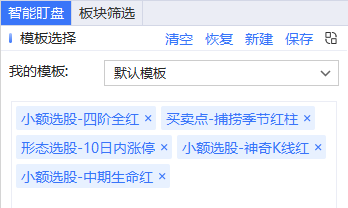 智能盯盘 板块筛选
模板选择 清空 恢复 新建 保存
我的模板: 默认模板
小额选股-四阶全红 × 买卖点-捕捞季节红柱 ×
形态选股-10日内涨停 × 小额选股-神奇K线红 ×
小额选股-中期生命红 ×